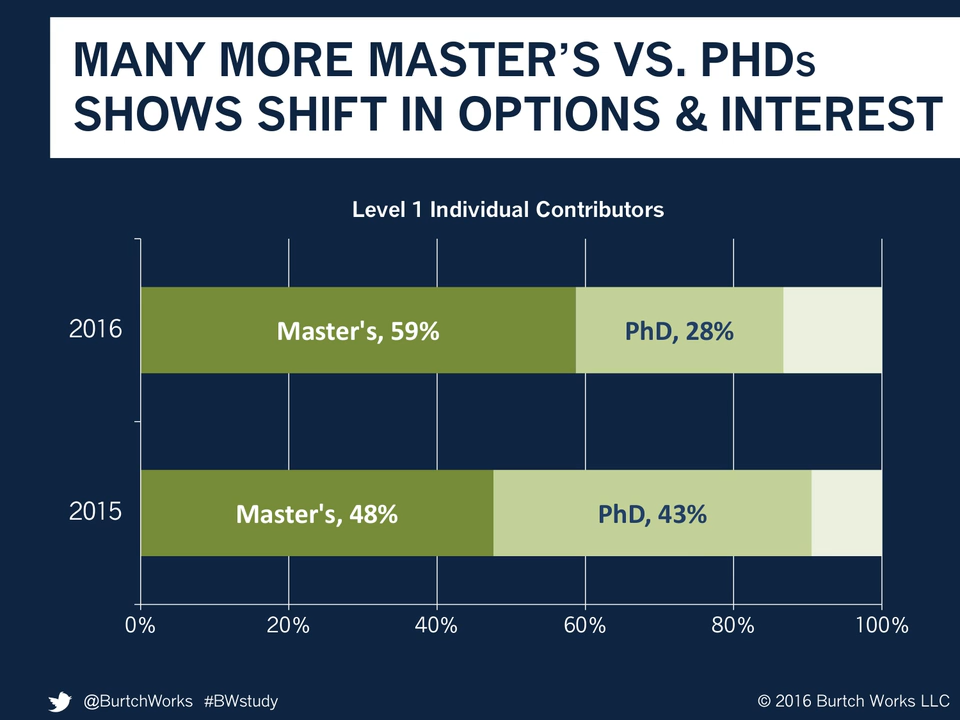 MANY MORE MASTER’S VS. PHDS
SHOWS SHIFT IN OPTIONS & INTEREST
Level 1 Individual Contributors
2016
Master's, 59%
PhD, 28%
2015
Master's, 48%
PhD, 43%
0%
20%
40%
60%
80%
100%
@BurtchWorks #BWstudy
© 2016 Burtch Works LLC